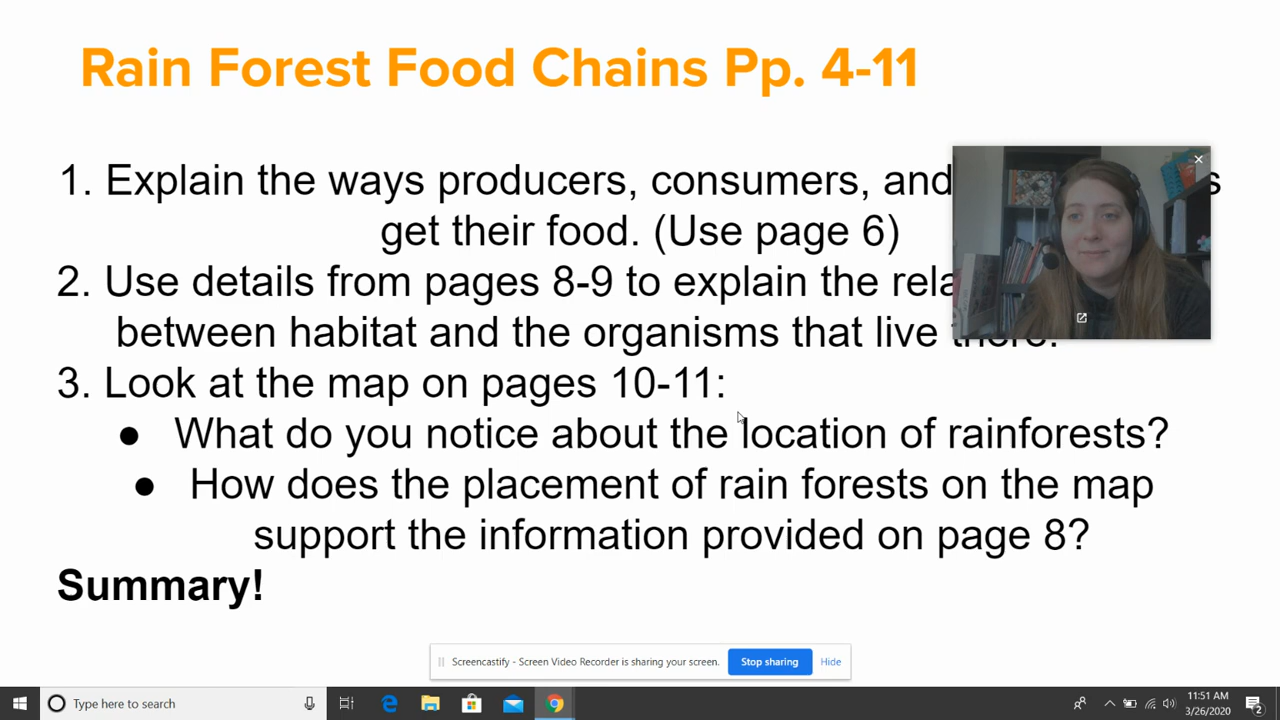 Rain Forest Food Chains Pp. 4-11
1. Explain the ways producers, consumers, and
get their food. (Use page 6)
2. Use details from pages 8-9 to explain the
between habitat and the organisms that live there.
3. Look at the map on pages 10-11:
● What do you notice about the location of rainforests?
● How does the placement of rain forests on the map
support the information provided on page 8?
Summary!
Screencastify - Screen Video Recorder is sharing your screen. Stop sharing Hide
Type here to search
11:51 AM
3/26/2020
2